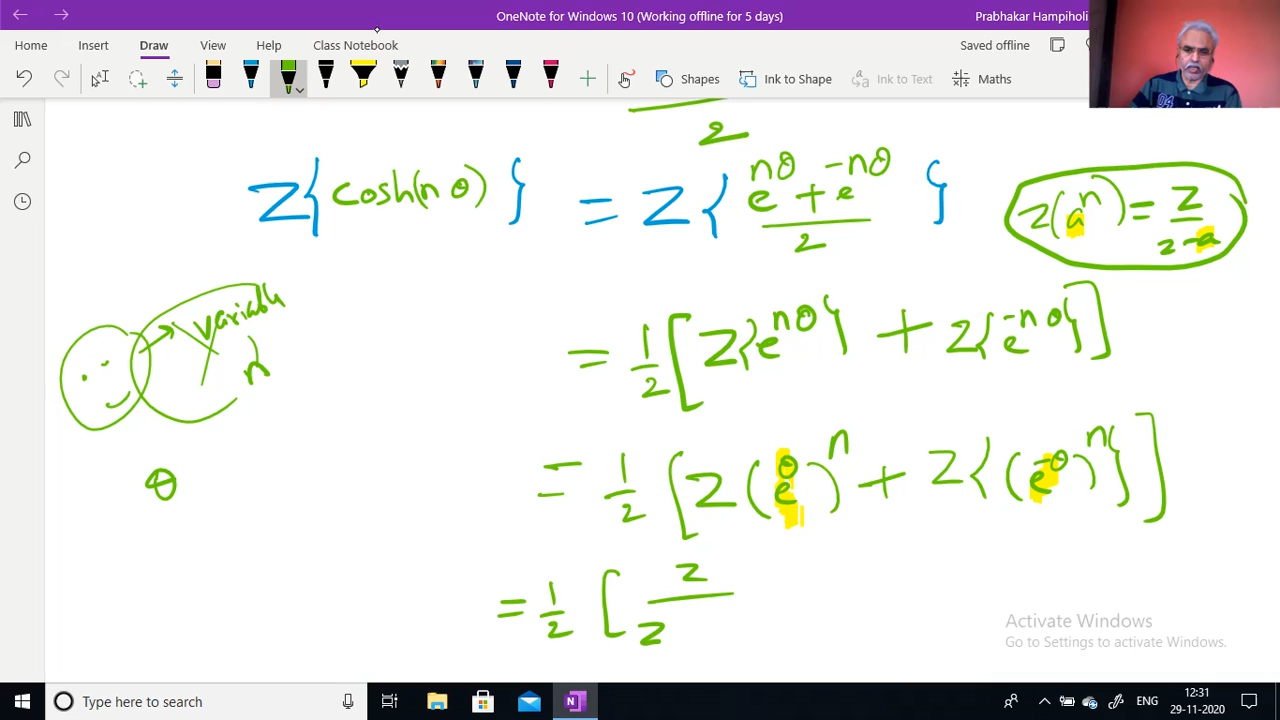 OneNote for Windows 10 (Working offline for 5 days)
Prabhakar Hampiholi
Home Insert Draw View Help Class Notebook
Saved offline
Shapes Ink to Shape Ink to Text Maths
2
Z{cosh(nθ)} = Z{(e^{nθ} + e^{-nθ})/2}
Z(a^n) = z/(z-a)
= 1/2 [Z{e^{nθ}} + Z{e^{-nθ}}]
variable
n
= 1/2 [Z(e^θ)^n + Z{(e^{-θ})^n}]
θ
= 1/2 [z/z
Activate Windows
Go to Settings to activate Windows.
Type here to search
ENG
12:31
29-11-2020
04